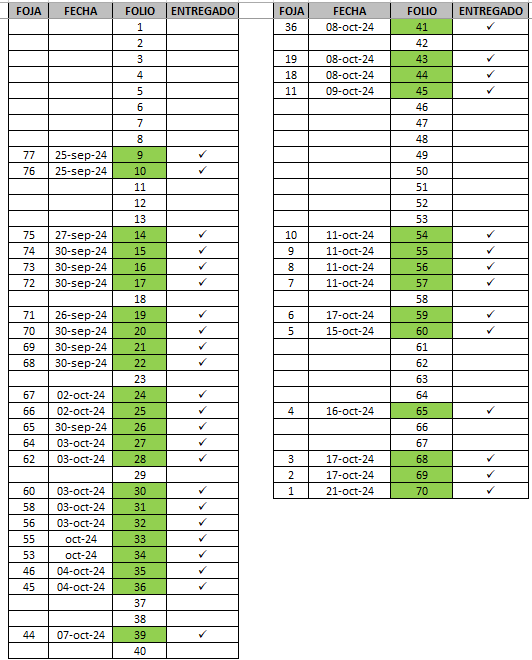 FOJA FECHA FOLIO ENTREGADO
1
2
3
4
5
6
7
8
77 25-sep-24 9 ✓
76 25-sep-24 10 ✓
11
12
13
75 27-sep-24 14 ✓
74 30-sep-24 15 ✓
73 30-sep-24 16 ✓
72 30-sep-24 17 ✓
18
71 26-sep-24 19 ✓
70 30-sep-24 20 ✓
69 30-sep-24 21 ✓
68 30-sep-24 22 ✓
23
67 02-oct-24 24 ✓
66 02-oct-24 25 ✓
65 30-sep-24 26 ✓
64 03-oct-24 27 ✓
62 03-oct-24 28 ✓
29
60 03-oct-24 30 ✓
58 03-oct-24 31 ✓
56 03-oct-24 32 ✓
55 oct-24 33 ✓
53 oct-24 34 ✓
46 04-oct-24 35 ✓
45 04-oct-24 36 ✓
37
38
44 07-oct-24 39 ✓
40
FOJA FECHA FOLIO ENTREGADO
36 08-oct-24 41 ✓
42
19 08-oct-24 43 ✓
18 08-oct-24 44 ✓
11 09-oct-24 45 ✓
46
47
48
49
50
51
52
53
10 11-oct-24 54 ✓
9 11-oct-24 55 ✓
8 11-oct-24 56 ✓
7 11-oct-24 57 ✓
58
6 17-oct-24 59 ✓
5 15-oct-24 60 ✓
61
62
63
64
4 16-oct-24 65 ✓
66
67
3 17-oct-24 68 ✓
2 17-oct-24 69 ✓
1 21-oct-24 70 ✓